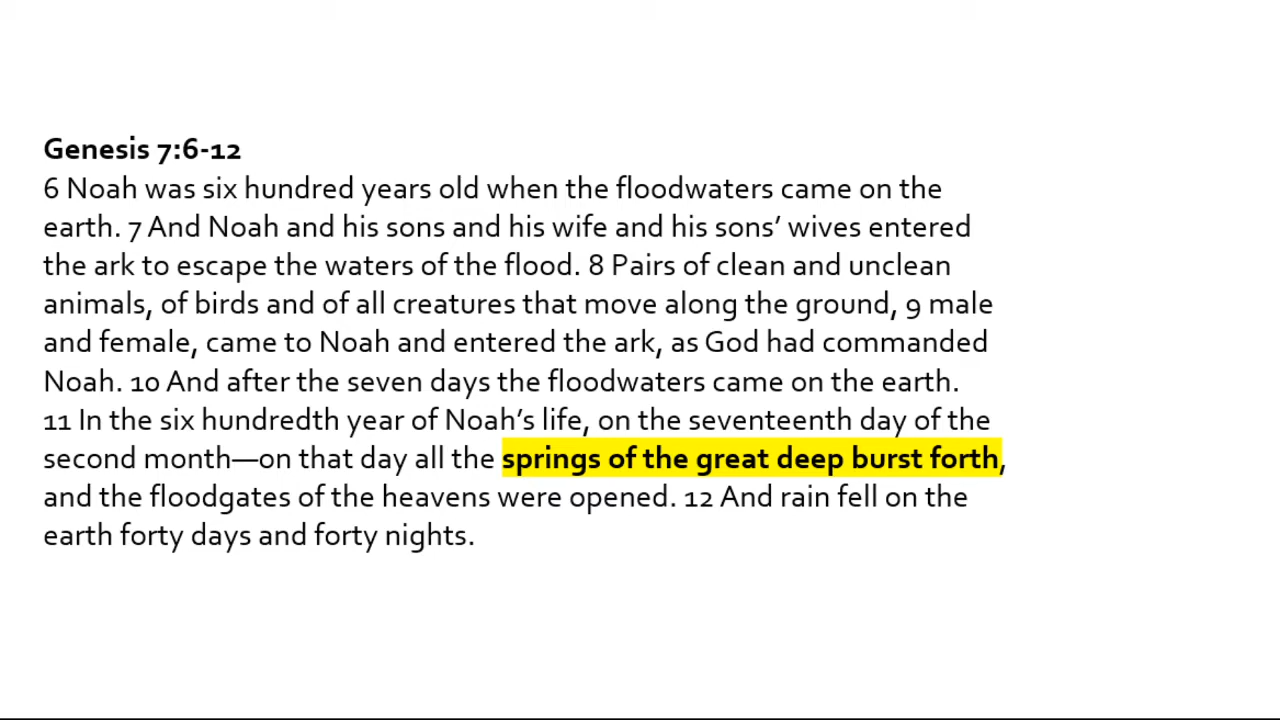 Genesis 7:6-12
6 Noah was six hundred years old when the floodwaters came on the
earth. 7 And Noah and his sons and his wife and his sons’ wives entered
the ark to escape the waters of the flood. 8 Pairs of clean and unclean
animals, of birds and of all creatures that move along the ground, 9 male
and female, came to Noah and entered the ark, as God had commanded
Noah. 10 And after the seven days the floodwaters came on the earth.
11 In the six hundredth year of Noah’s life, on the seventeenth day of the
second month—on that day all the springs of the great deep burst forth,
and the floodgates of the heavens were opened. 12 And rain fell on the
earth forty days and forty nights.